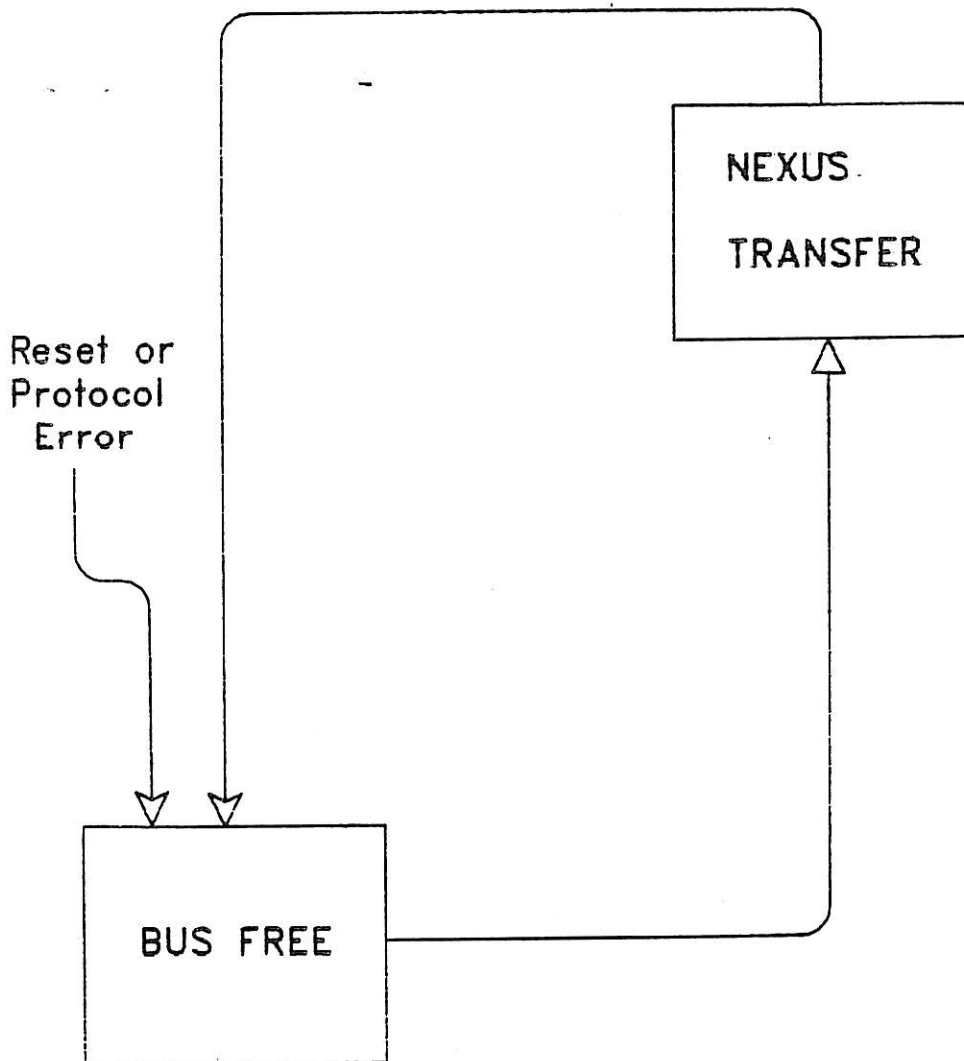 NEXUS
TRANSFER
Reset or
Protocol
Error
BUS FREE